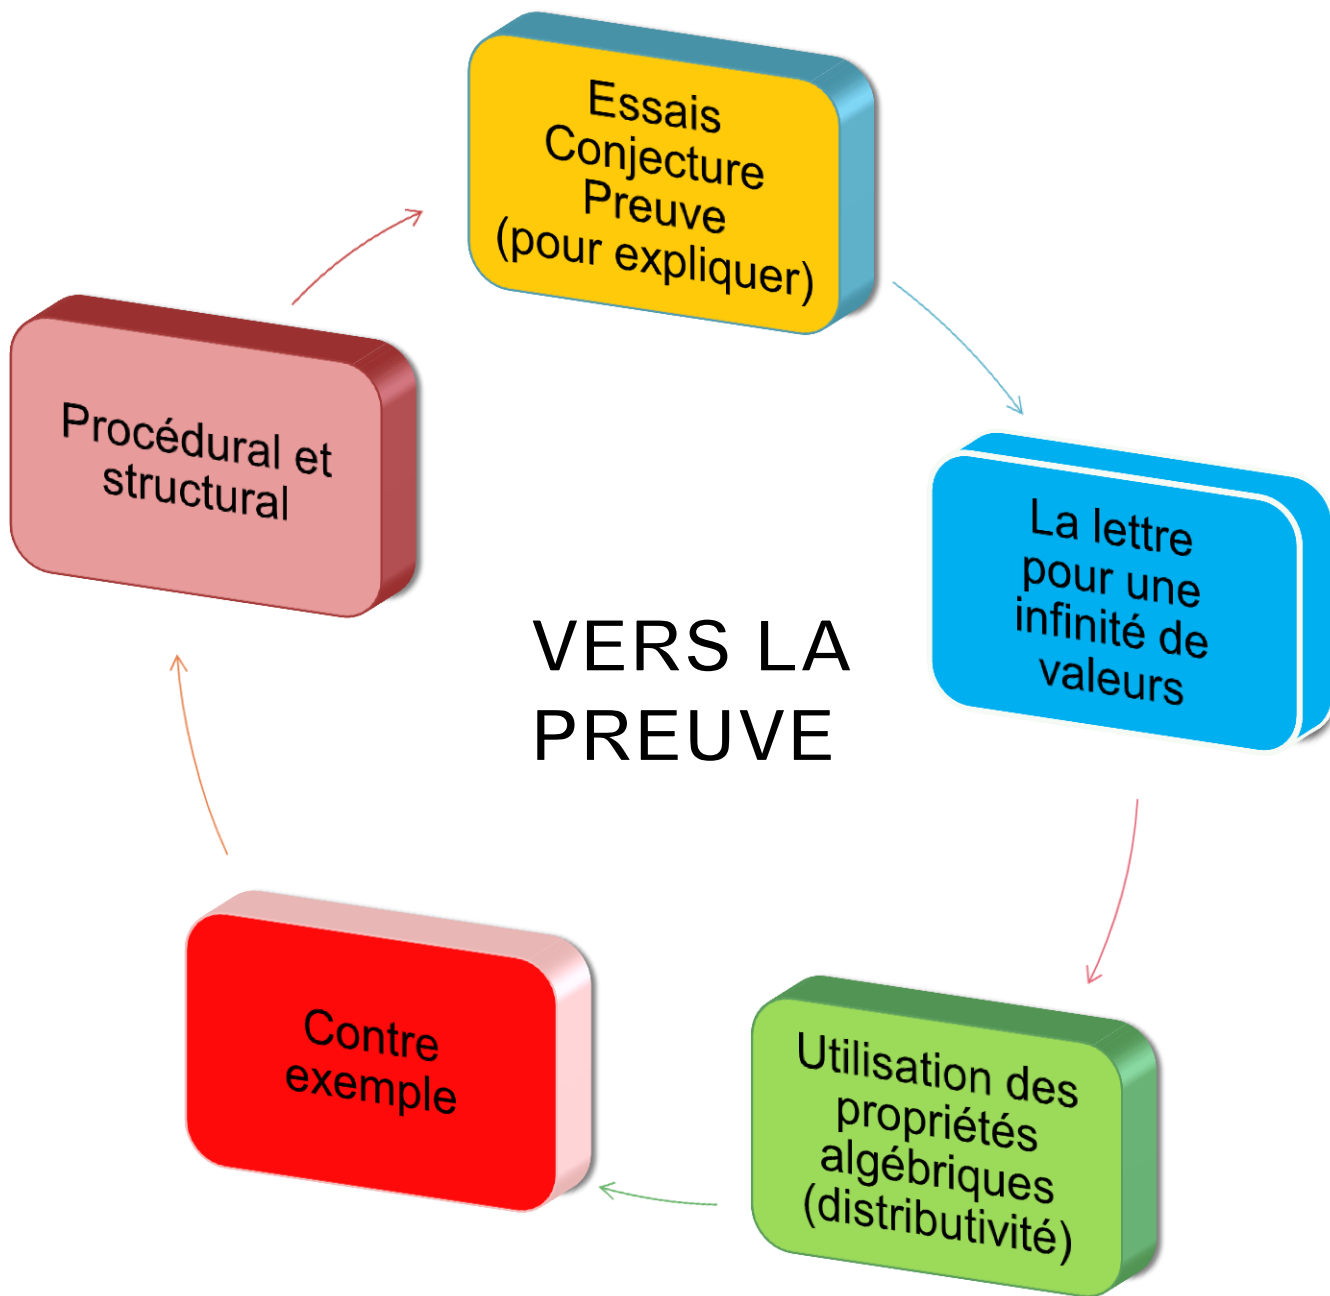 Essais
Conjecture
Preuve
(pour expliquer)
La lettre
pour une
infinité de
valeurs
Utilisation des
propriétés
algébriques
(distributivité)
Contre
exemple
Procédural et
structural
VERS LA
PREUVE